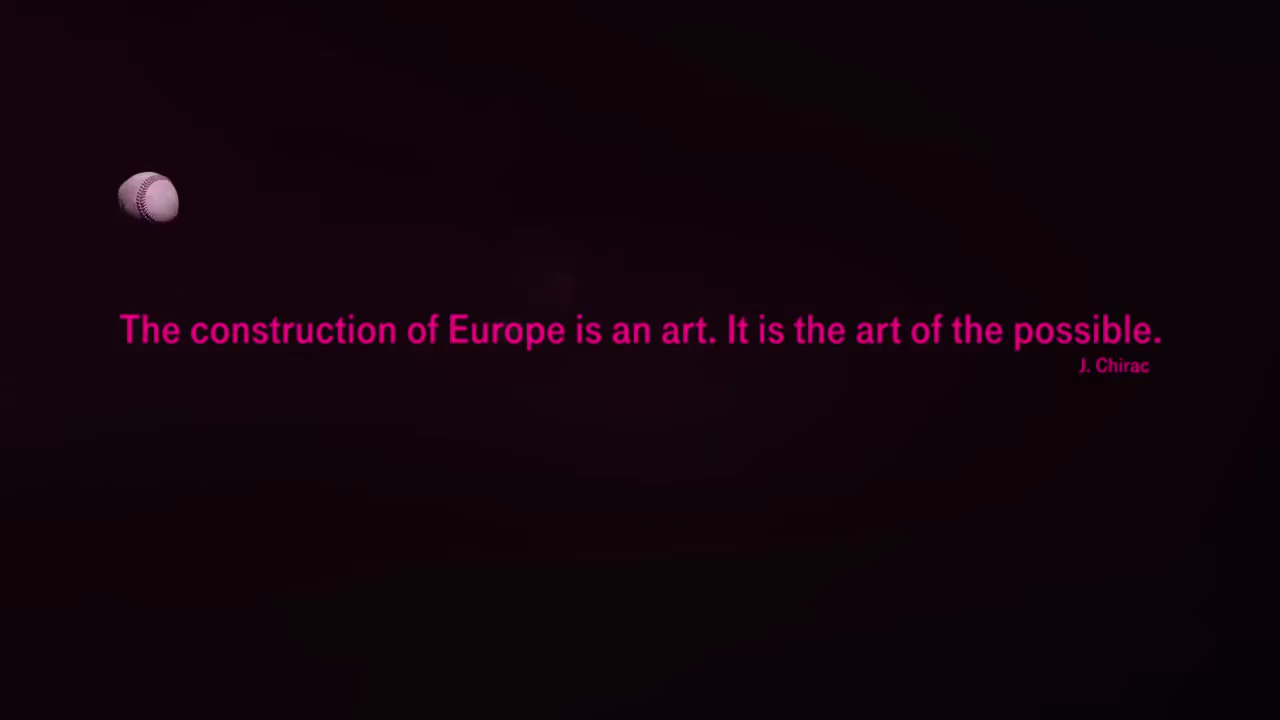 The construction of Europe is an art. It is the art of the possible.
J. Chirac